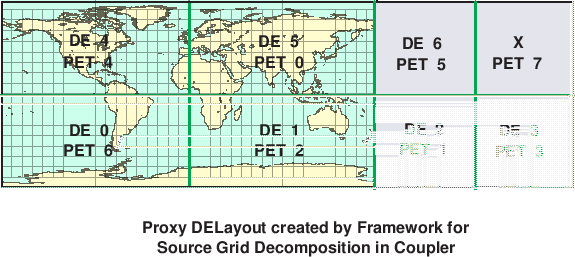 DE 4
PET 4
DE 5
PET 0
DE 6
PET 5
X
PET 7
DE 0
PET 6
DE 1
PET 2
DE 2
PET 1
DE 3
PET 3
Proxy DELayout created by Framework for
Source Grid Decomposition in Coupler